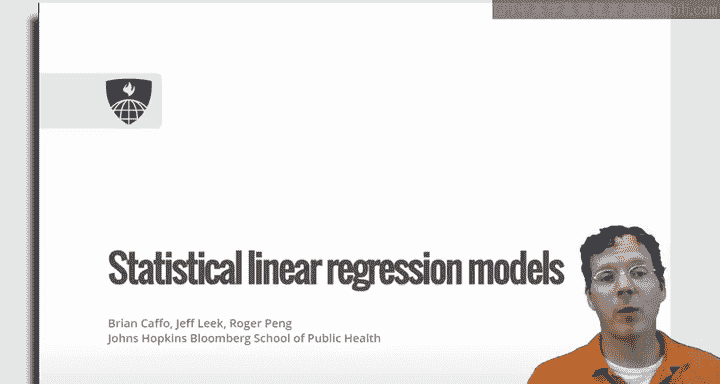 Statistical linear regression models
Brian Caffo, Jeff Leek, Roger Peng
Johns Hopkins Bloomberg School of Public Health